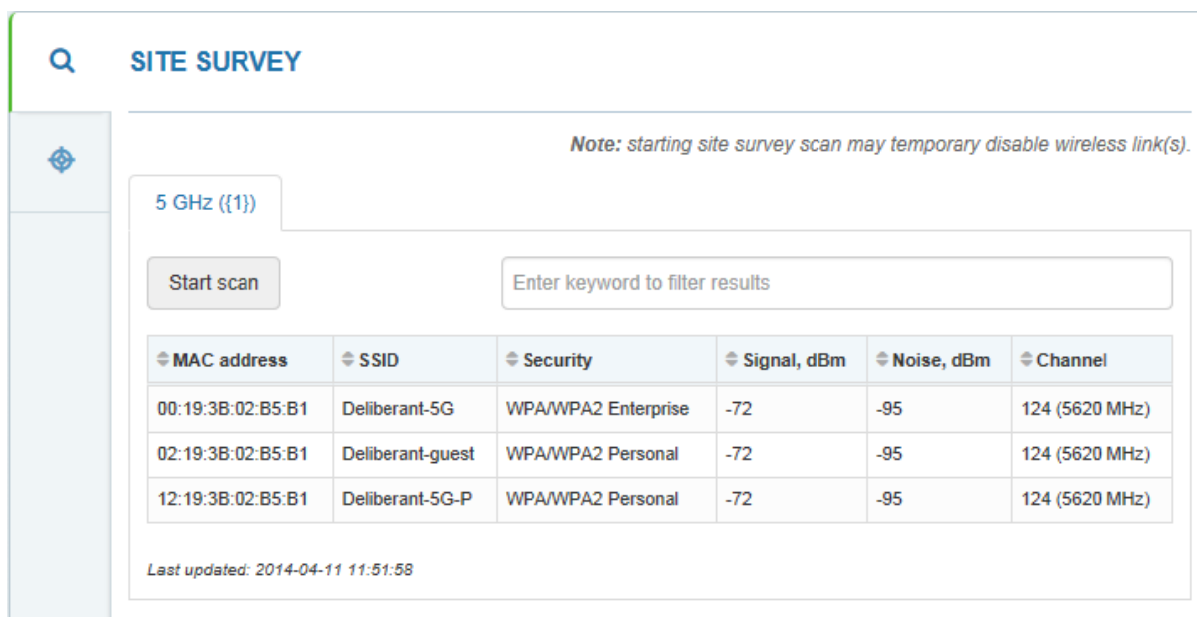 SITE SURVEY
Note: starting site survey scan may temporary disable wireless link(s).
5 GHz ({1})
Start scan Enter keyword to filter results
MAC address SSID Security Signal, dBm Noise, dBm Channel
00:19:3B:02:B5:B1 Deliberant-5G WPA/WPA2 Enterprise -72 -95 124 (5620 MHz)
02:19:3B:02:B5:B1 Deliberant-guest WPA/WPA2 Personal -72 -95 124 (5620 MHz)
12:19:3B:02:B5:B1 Deliberant-5G-P WPA/WPA2 Personal -72 -95 124 (5620 MHz)
Last updated: 2014-04-11 11:51:58